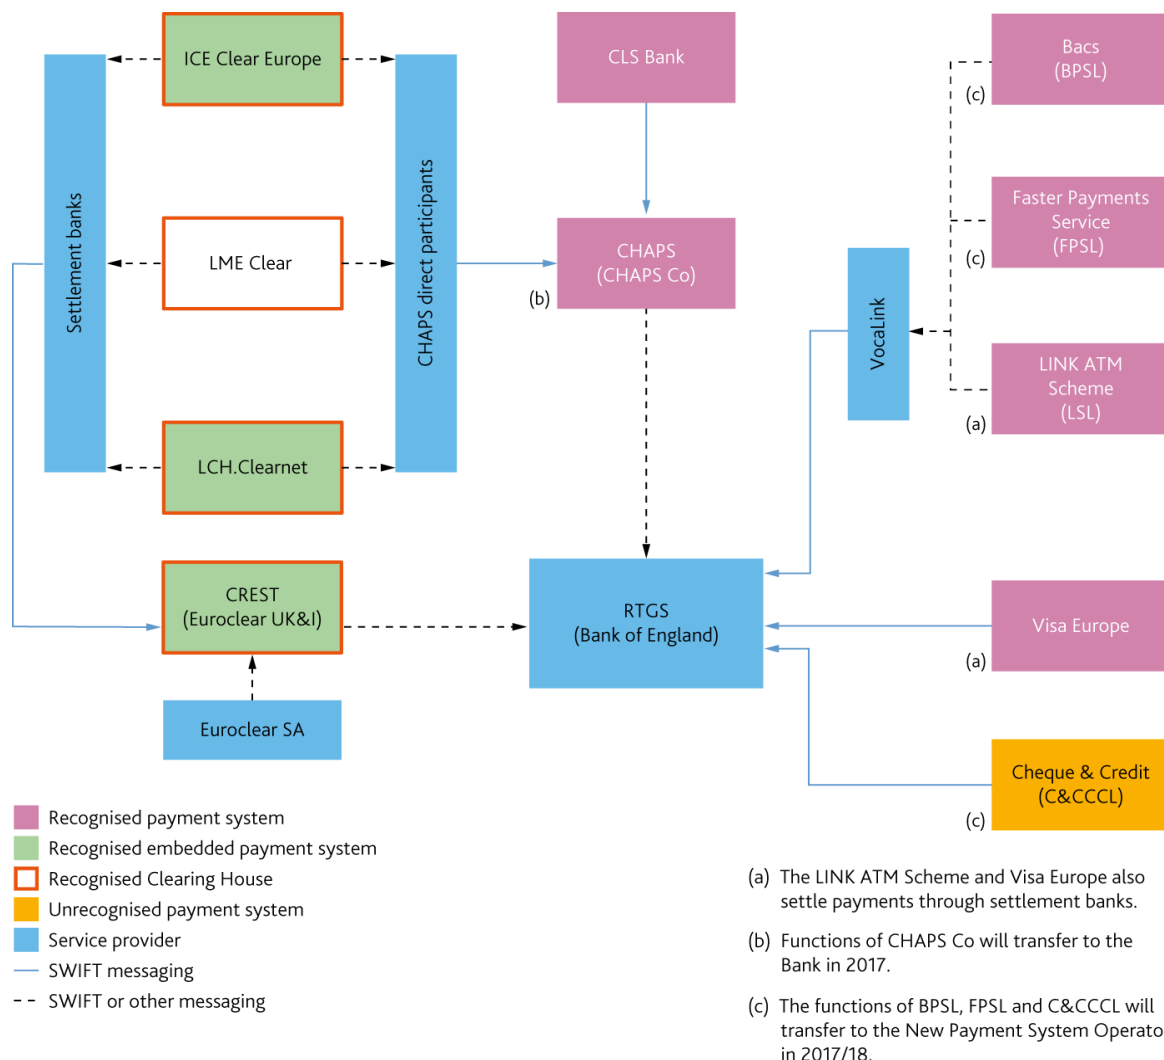 ICE Clear Europe
CLS Bank
Bacs
(BPSL)
(c)
Settlement banks
CHAPS direct participants
Faster Payments
Service
(FPSL)
(c)
LME Clear
CHAPS
(CHAPS Co)
(b)
VocaLink
LINK ATM
Scheme
(LSL)
(a)
LCH.Clearnet
CREST
(Euroclear UK&I)
RTGS
(Bank of England)
Visa Europe
(a)
Euroclear SA
Cheque & Credit
(C&CCCL)
(c)
Recognised payment system
Recognised embedded payment system
Recognised Clearing House
Unrecognised payment system
Service provider
SWIFT messaging
SWIFT or other messaging
(a) The LINK ATM Scheme and Visa Europe also
settle payments through settlement banks.
(b) Functions of CHAPS Co will transfer to the
Bank in 2017.
(c) The functions of BPSL, FPSL and C&CCCL will
transfer to the New Payment System Operato
in 2017/18.